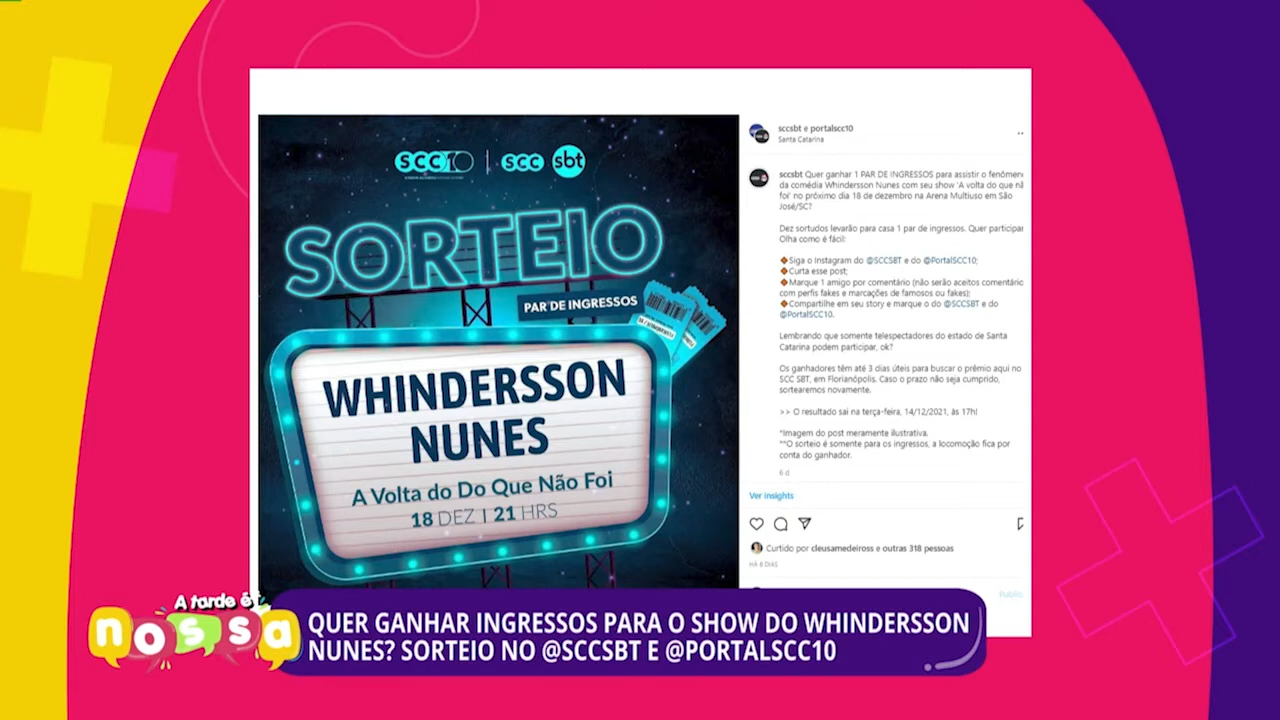 SCC10 | SCC sbt
SORTEIO
PAR DE INGRESSOS
WHINDERSSON
NUNES
A Volta do Do Que Não Foi
18 DEZ | 21 HRS
sccsbt e portalscc10
Santa Catarina
sccsbt Quer ganhar 1 PAR DE INGRESSOS para assistir o fenômen
da comédia Whindersson Nunes com seu show 'A volta do que nã
foi' no próximo dia 18 de dezembro na Arena Multiuso em São
José/SC?
Dez sortudos levarão para casa 1 par de ingressos. Quer participar
Olha como é fácil:
Siga o Instagram do @SCCSBT e do @PortalSCC10;
Curta esse post;
Marque 1 amigo por comentário (não serão aceitos comentário
com perfis fakes e marcações de famosos ou fakes);
Compartilhe em seu story e marque o do @SCCSBT e do
@PortalSCC10.
Lembrando que somente telespectadores do estado de Santa
Catarina podem participar, ok?
Os ganhadores têm até 3 dias úteis para buscar o prêmio aqui no
SCC SBT, em Florianópolis. Caso o prazo não seja cumprido,
sortearemos novamente.
>> O resultado sai na terça-feira, 14/12/2021, às 17h!
*Imagem do post meramente ilustrativa.
**O sorteio é somente para os ingressos, a locomoção fica por
conta do ganhador.
6 d
Ver insights
Curtido por cleusamedeiross e outras 318 pessoas
HÁ 6 DIAS
Public
A tarde é
nossa
QUER GANHAR INGRESSOS PARA O SHOW DO WHINDERSSON
NUNES? SORTEIO NO @SCCSBT E @PORTALSCC10